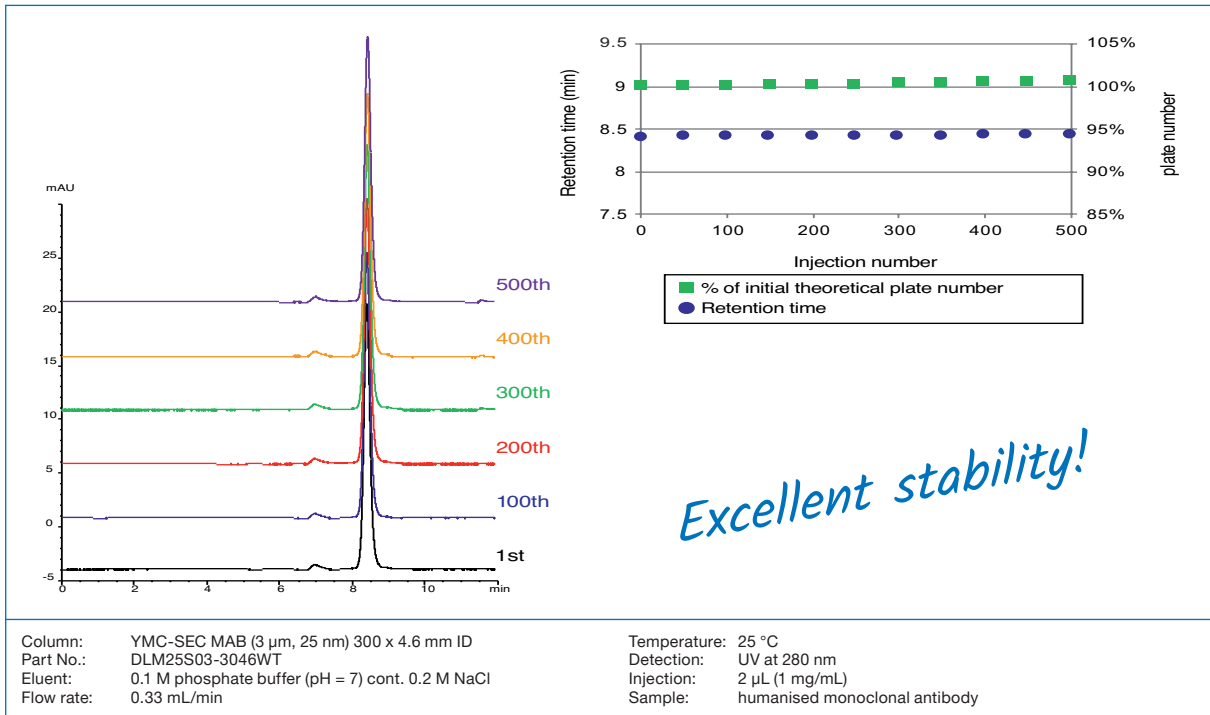 mAU
25
20
15
10
5
0
-5
0
2
4
6
8
10
min
500th
400th
300th
200th
100th
1st
9.5
9
8.5
8
7.5
Retention time (min)
105%
100%
95%
90%
85%
plate number
0
100
200
300
400
500
Injection number
% of initial theoretical plate number
Retention time
Excellent stability!
Column: YMC-SEC MAB (3 µm, 25 nm) 300 x 4.6 mm ID
Part No.: DLM25S03-3046WT
Eluent: 0.1 M phosphate buffer (pH = 7) cont. 0.2 M NaCl
Flow rate: 0.33 mL/min
Temperature: 25 °C
Detection: UV at 280 nm
Injection: 2 µL (1 mg/mL)
Sample: humanised monoclonal antibody